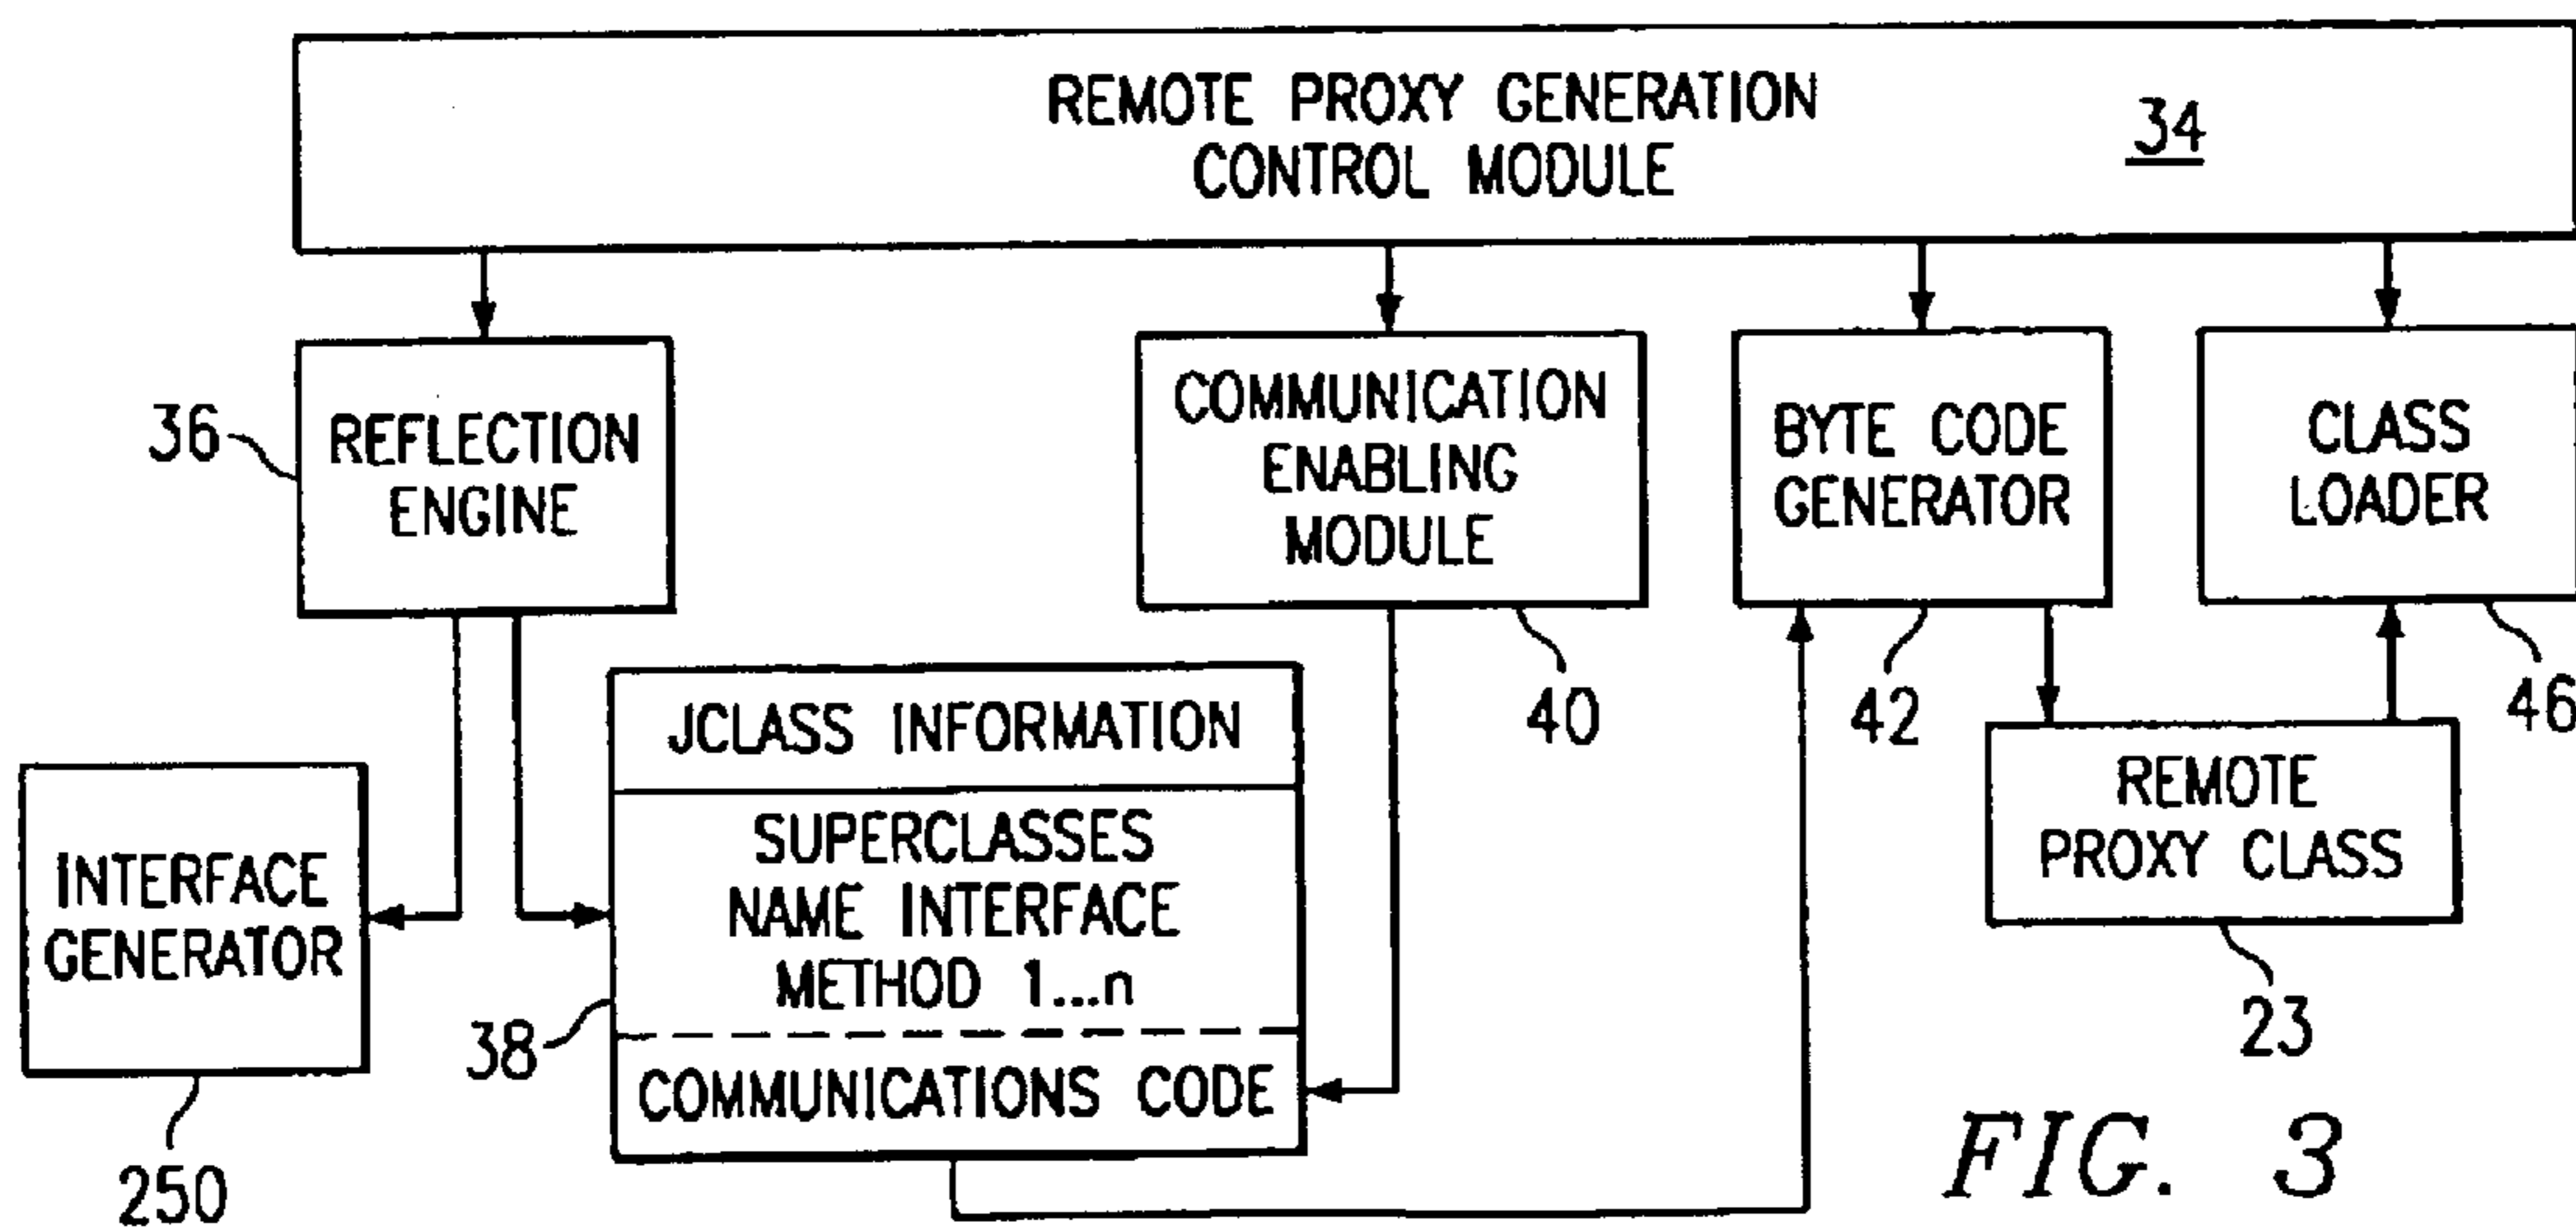 REMOTE PROXY GENERATION
CONTROL MODULE
34
36
REFLECTION
ENGINE
COMMUNICATION
ENABLING
MODULE
40
BYTE CODE
GENERATOR
42
CLASS
LOADER
46
INTERFACE
GENERATOR
250
JCLASS INFORMATION
SUPERCLASSES
NAME INTERFACE
METHOD 1...n
38
COMMUNICATIONS CODE
REMOTE
PROXY CLASS
23
FIG. 3